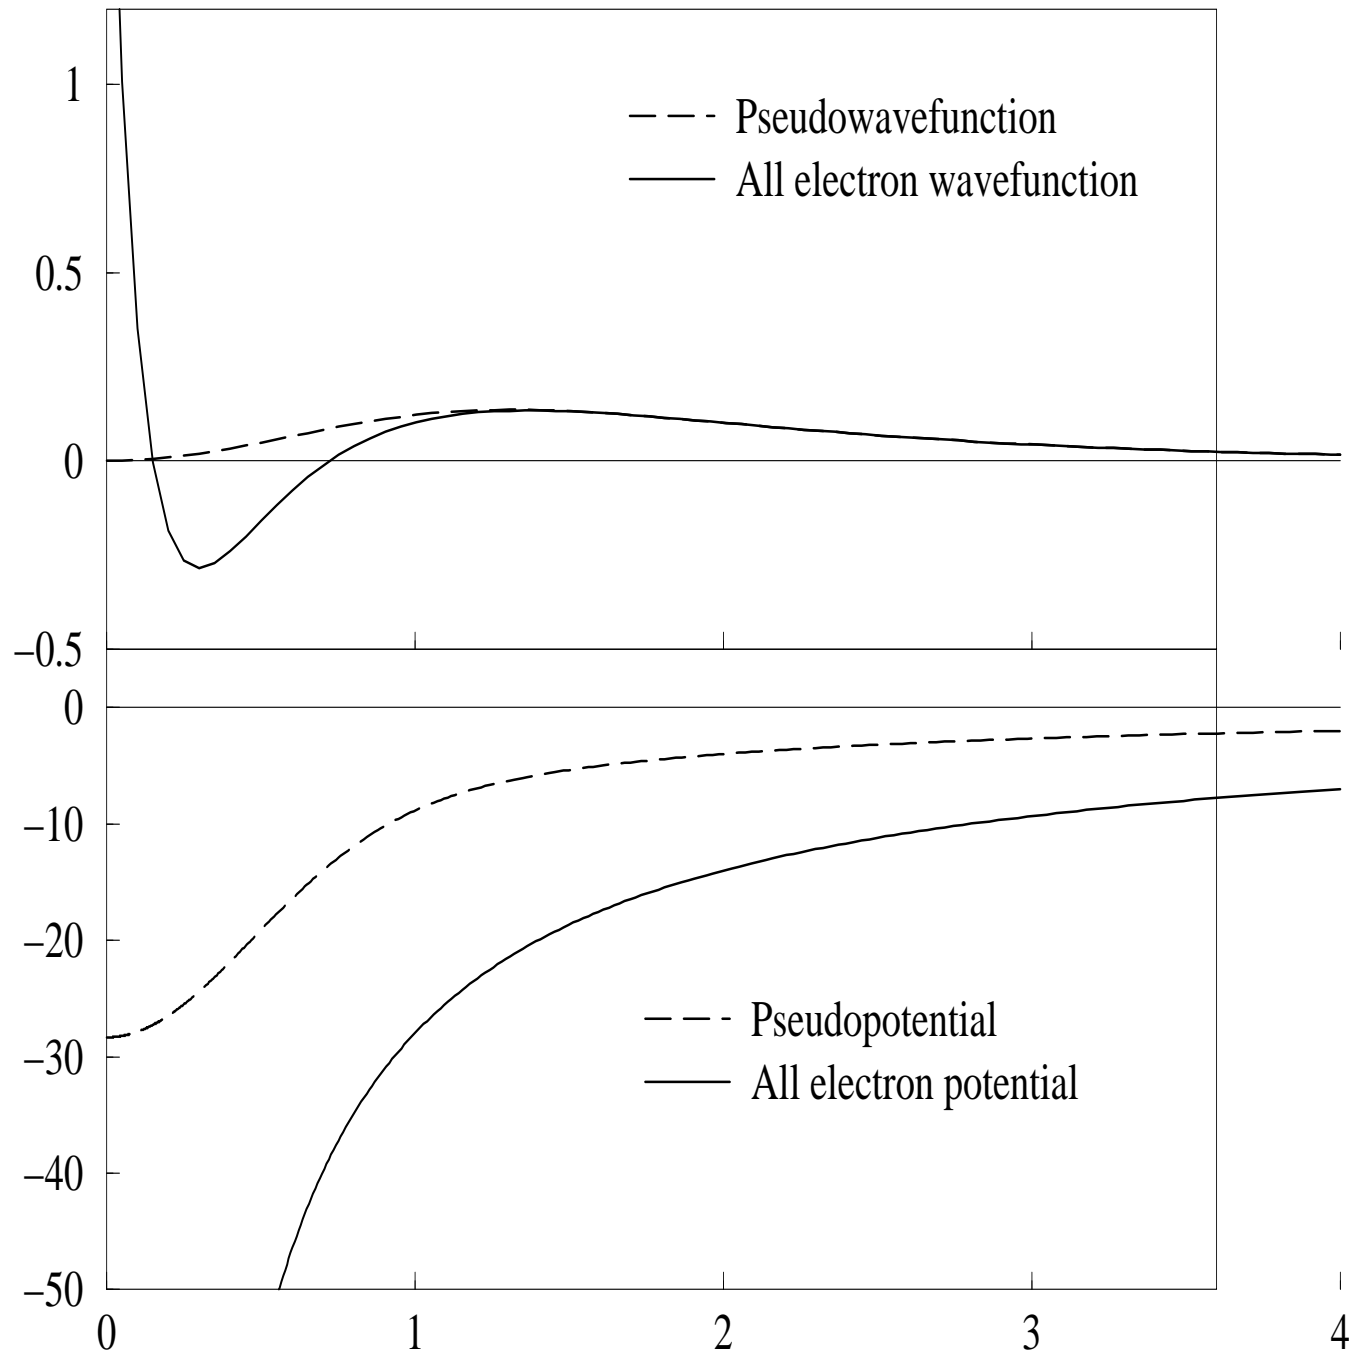 1
Pseudowavefunction
All electron wavefunction
0.5
0
−0.5
0
−10
−20
Pseudopotential
−30
All electron potential
−40
−50
0 1 2 3 4